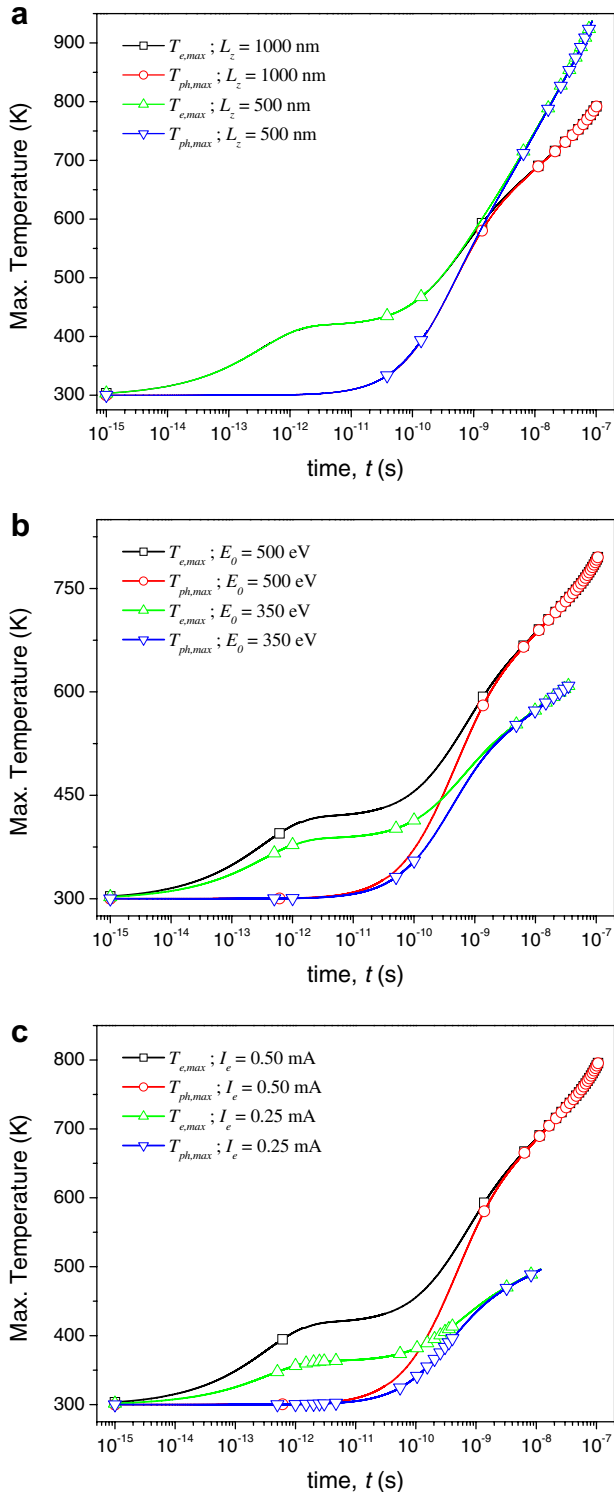 a
T_{e,max} ; L_z = 1000 nm
T_{ph,max} ; L_z = 1000 nm
T_{e,max} ; L_z = 500 nm
T_{ph,max} ; L_z = 500 nm
Max. Temperature (K)
900
800
700
600
500
400
300
10^{-15} 10^{-14} 10^{-13} 10^{-12} 10^{-11} 10^{-10} 10^{-9} 10^{-8} 10^{-7}
time, t (s)
b
T_{e,max} ; E_0 = 500 eV
T_{ph,max} ; E_0 = 500 eV
T_{e,max} ; E_0 = 350 eV
T_{ph,max} ; E_0 = 350 eV
Max. Temperature (K)
750
600
450
300
10^{-15} 10^{-14} 10^{-13} 10^{-12} 10^{-11} 10^{-10} 10^{-9} 10^{-8} 10^{-7}
time, t (s)
c
T_{e,max} ; I_e = 0.50 mA
T_{ph,max} ; I_e = 0.50 mA
T_{e,max} ; I_e = 0.25 mA
T_{ph,max} ; I_e = 0.25 mA
Max. Temperature (K)
800
700
600
500
400
300
10^{-15} 10^{-14} 10^{-13} 10^{-12} 10^{-11} 10^{-10} 10^{-9} 10^{-8} 10^{-7}
time, t (s)